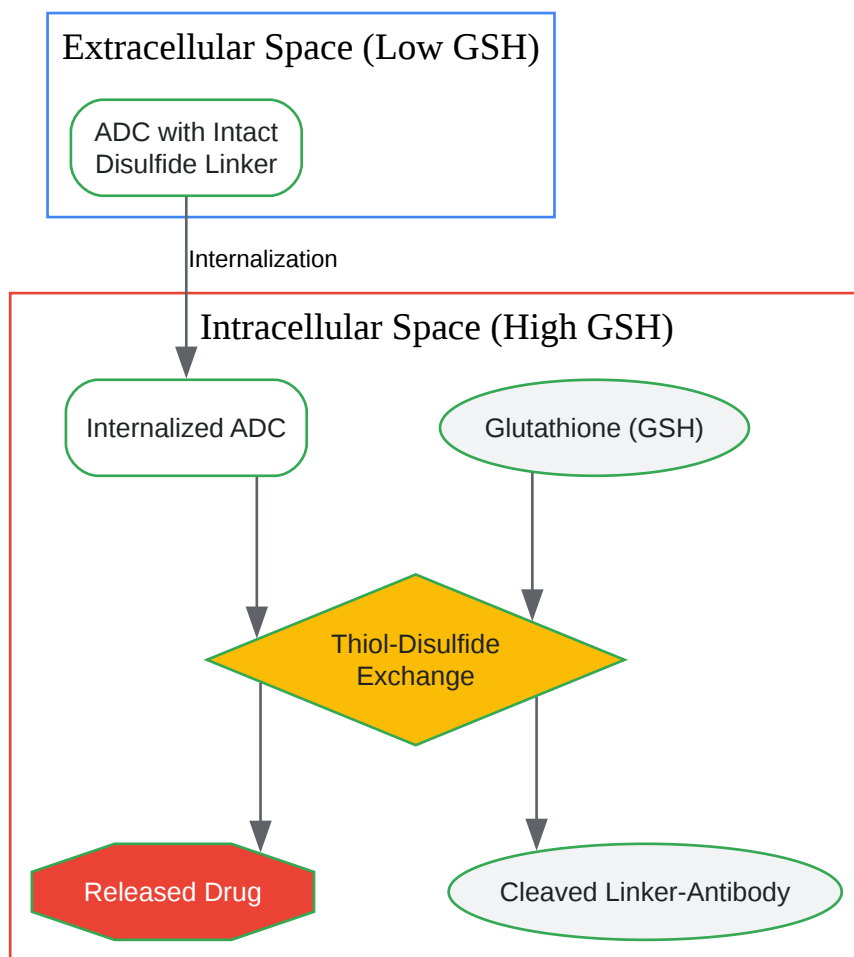 Extracellular Space (Low GSH)
ADC with Intact
Disulfide Linker
Internalization
Intracellular Space (High GSH)
Internalized ADC
Glutathione (GSH)
Thiol-Disulfide
Exchange
Released Drug
Cleaved Linker-Antibody